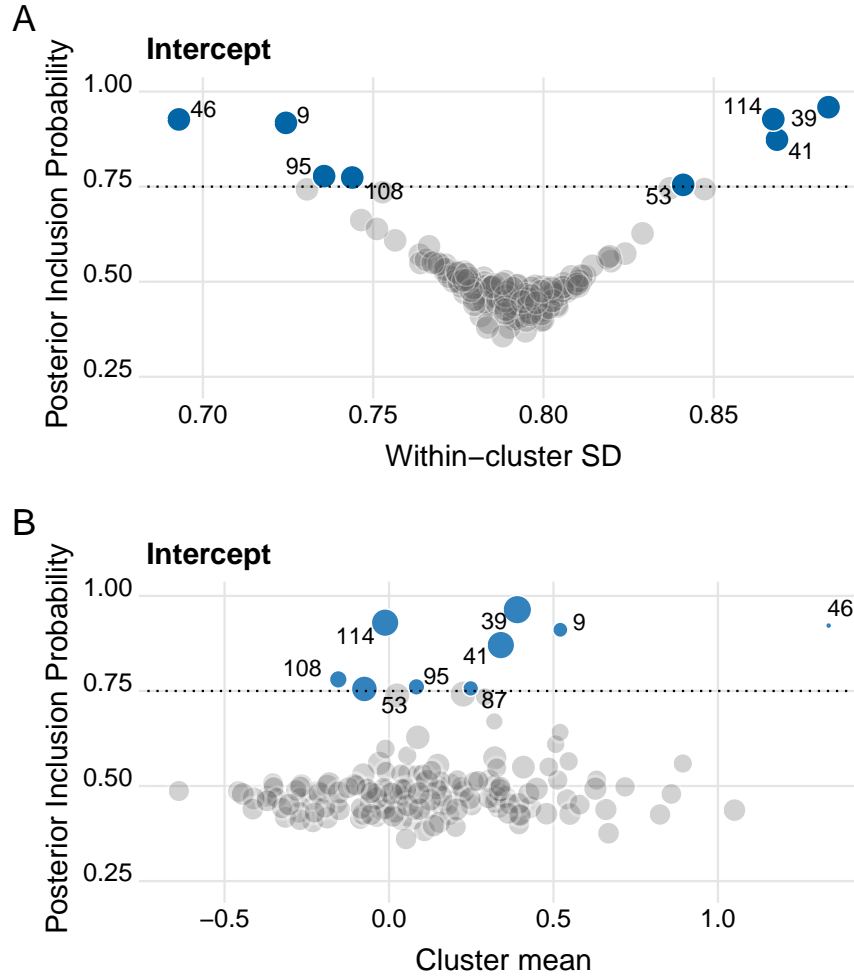 A
Intercept
Posterior Inclusion Probability
1.00
0.75
0.50
0.25
46
9
95
108
114
39
41
53
0.70 0.75 0.80 0.85
Within−cluster SD
B
Intercept
Posterior Inclusion Probability
1.00
0.75
0.50
0.25
46
39
9
114
41
108
95
53
87
−0.5 0.0 0.5 1.0
Cluster mean